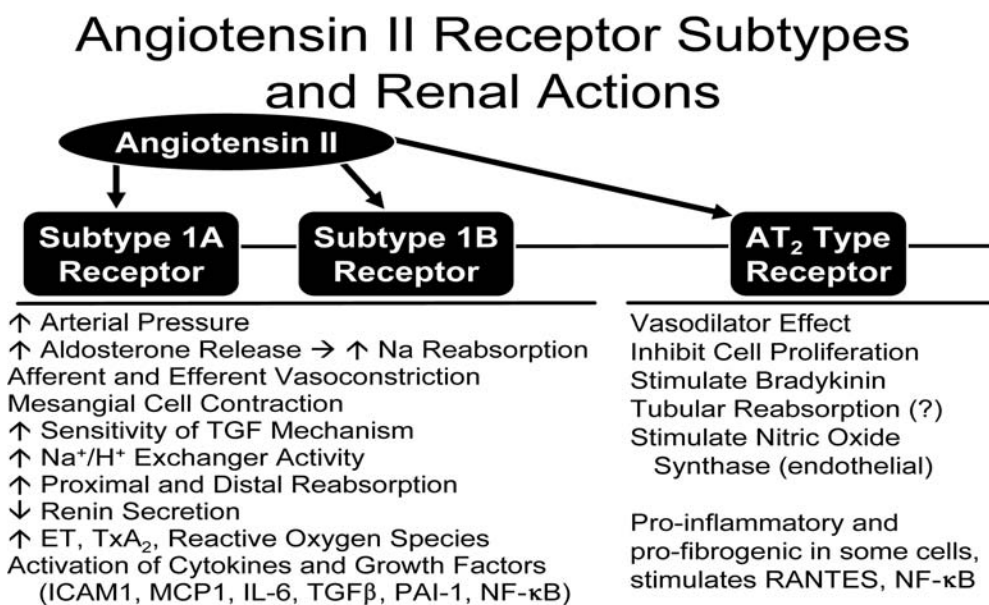 Angiotensin II Receptor Subtypes
and Renal Actions
Angiotensin II
Subtype 1A
Receptor
Subtype 1B
Receptor
AT₂ Type
Receptor
↑ Arterial Pressure
↑ Aldosterone Release → ↑ Na Reabsorption
Afferent and Efferent Vasoconstriction
Mesangial Cell Contraction
↑ Sensitivity of TGF Mechanism
↑ Na⁺/H⁺ Exchanger Activity
↑ Proximal and Distal Reabsorption
↓ Renin Secretion
↑ ET, TxA₂, Reactive Oxygen Species
Activation of Cytokines and Growth Factors
(ICAM1, MCP1, IL-6, TGFβ, PAI-1, NF-κB)
Vasodilator Effect
Inhibit Cell Proliferation
Stimulate Bradykinin
Tubular Reabsorption (?)
Stimulate Nitric Oxide
Synthase (endothelial)
Pro-inflammatory and
pro-fibrogenic in some cells,
stimulates RANTES, NF-κB